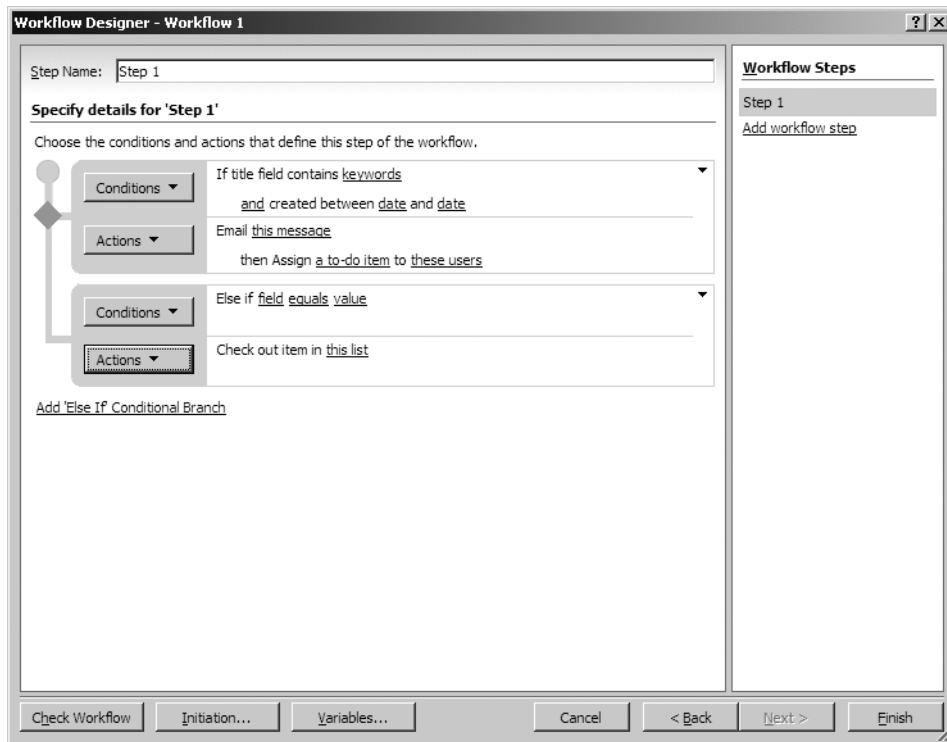 Workflow Designer - Workflow 1
Step Name: Step 1
Specify details for 'Step 1'
Choose the conditions and actions that define this step of the workflow.
Conditions
If title field contains keywords
and created between date and date
Actions
Email this message
then Assign a to-do item to these users
Conditions
Else if field equals value
Actions
Check out item in this list
Add 'Else If' Conditional Branch
Workflow Steps
Step 1
Add workflow step
Check Workflow
Initiation...
Variables...
Cancel
< Back
Next >
Finish